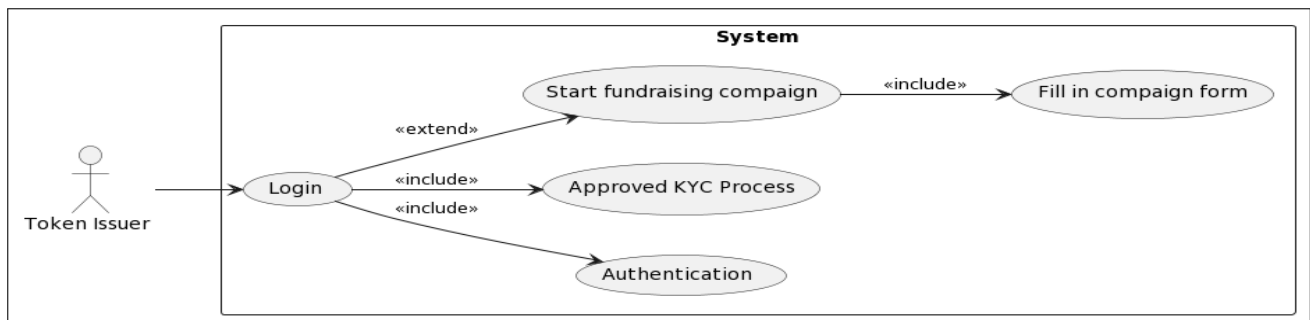 System
Start fundraising compaign
«include»
Fill in compaign form
«extend»
Token Issuer
Login
«include»
Approved KYC Process
«include»
Authentication